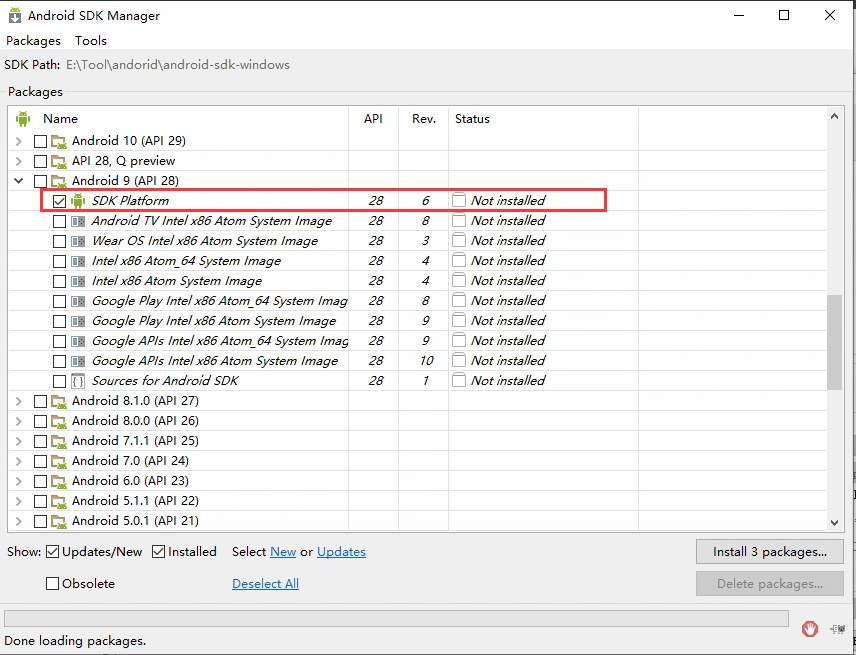 Android SDK Manager
Packages Tools
SDK Path: E:\Tool\andorid\android-sdk-windows
Packages
Name API Rev. Status
Android 10 (API 29)
API 28, Q preview
Android 9 (API 28)
SDK Platform 28 6 Not installed
Android TV Intel x86 Atom System Image 28 8 Not installed
Wear OS Intel x86 Atom System Image 28 3 Not installed
Intel x86 Atom_64 System Image 28 4 Not installed
Intel x86 Atom System Image 28 4 Not installed
Google Play Intel x86 Atom_64 System Imag 28 8 Not installed
Google Play Intel x86 Atom System Image 28 9 Not installed
Google APIs Intel x86 Atom_64 System Imag 28 9 Not installed
Google APIs Intel x86 Atom System Image 28 10 Not installed
Sources for Android SDK 28 1 Not installed
Android 8.1.0 (API 27)
Android 8.0.0 (API 26)
Android 7.1.1 (API 25)
Android 7.0 (API 24)
Android 6.0 (API 23)
Android 5.1.1 (API 22)
Android 5.0.1 (API 21)
Show: Updates/New Installed Select New or Updates Install 3 packages...
Obsolete Deselect All Delete packages...
Done loading packages.